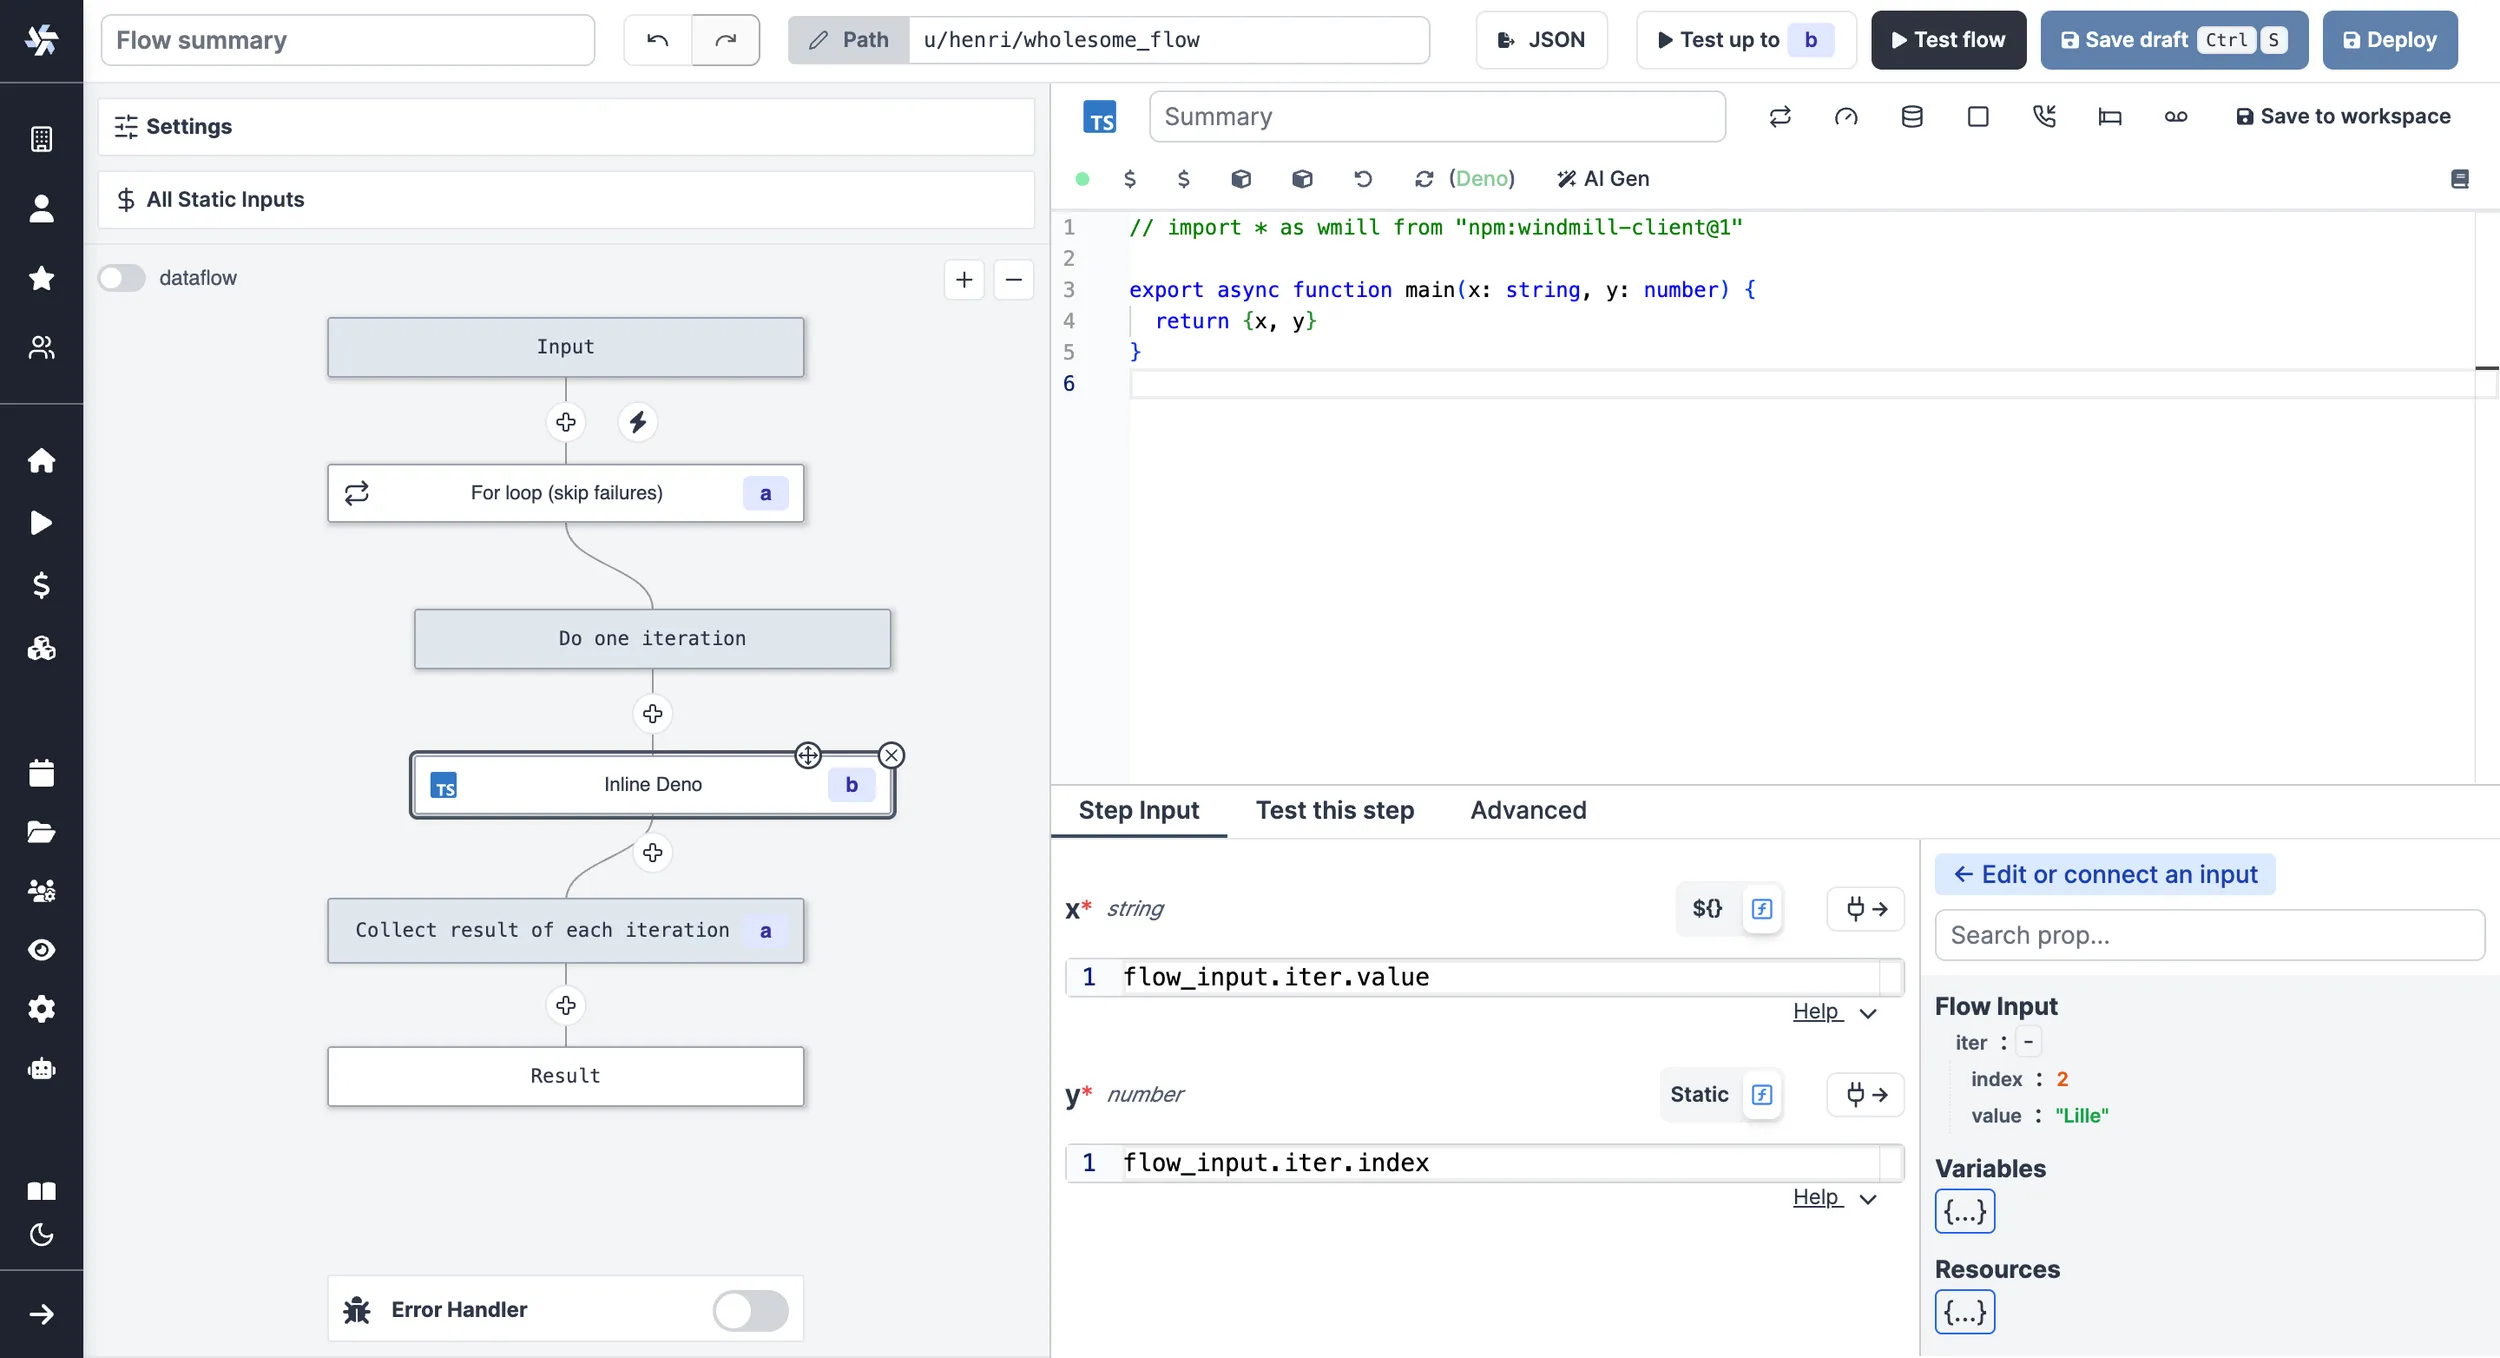 Flow summary
Path
u/henri/wholesome_flow
JSON
Test up to b
Test flow
Save draft Ctrl S
Deploy
Settings
All Static Inputs
dataflow
Input
For loop (skip failures) a
Do one iteration
TS Inline Deno b
Collect result of each iteration a
Result
Error Handler
TS
Summary
Save to workspace
(Deno)
AI Gen
1 // import * as wmill from "npm:windmill-client@1"
2
3 export async function main(x: string, y: number) {
4 return {x, y}
5 }
6
Step Input
Test this step
Advanced
x* string
${}
1 flow_input.iter.value
Help
y* number
Static
1 flow_input.iter.index
Help
← Edit or connect an input
Search prop...
Flow Input
iter : -
index : 2
value : "Lille"
Variables
{...}
Resources
{...}